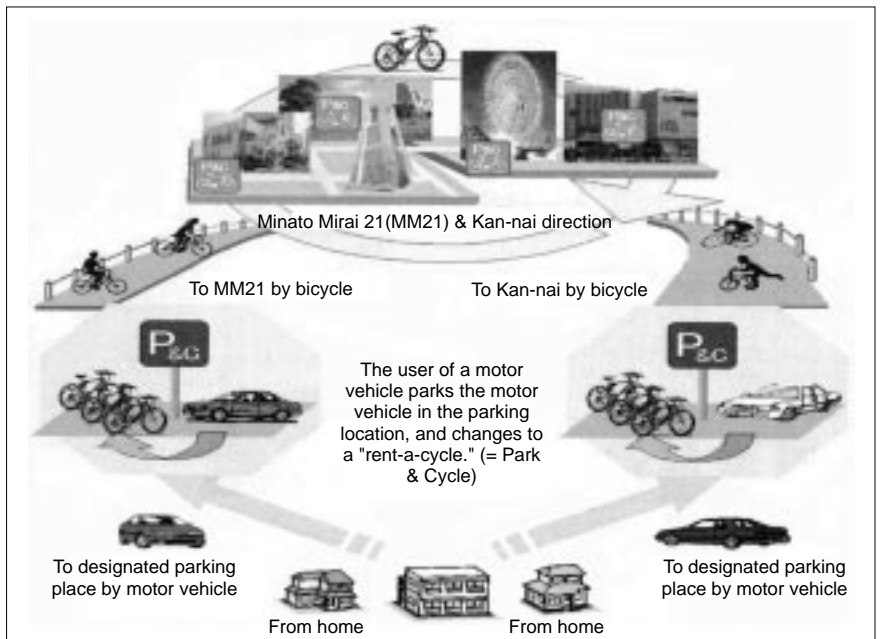 Minato Mirai 21(MM21) & Kan-nai direction
To MM21 by bicycle
To Kan-nai by bicycle
P&C
P&C
The user of a motor
vehicle parks the motor
vehicle in the parking
location, and changes to
a "rent-a-cycle." (= Park
& Cycle)
To designated parking
place by motor vehicle
To designated parking
place by motor vehicle
From home
From home